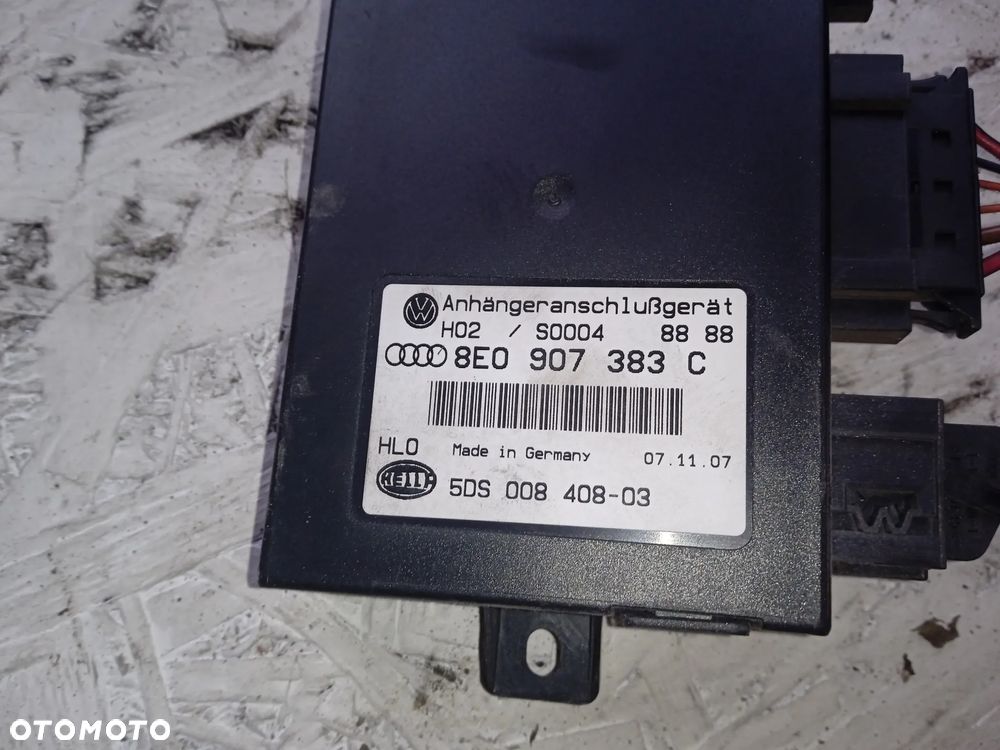 Anhängeranschlußgerät
H02 / S0004 88 88
8E0 907 383 C
HLO Made in Germany 07.11.07
HELLA 5DS 008 408-03
OTOMOTO